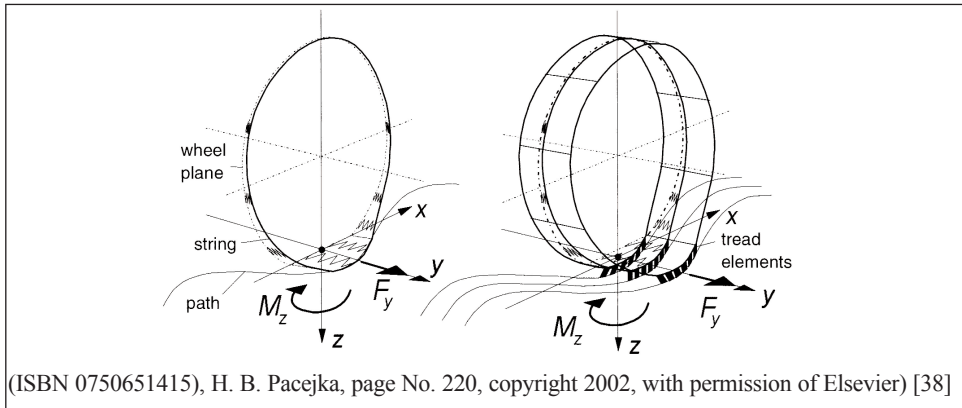 wheel
plane
string
path
x
y
F_y
M_z
z
x
tread
elements
y
F_y
M_z
z
(ISBN 0750651415), H. B. Pacejka, page No. 220, copyright 2002, with permission of Elsevier) [38]